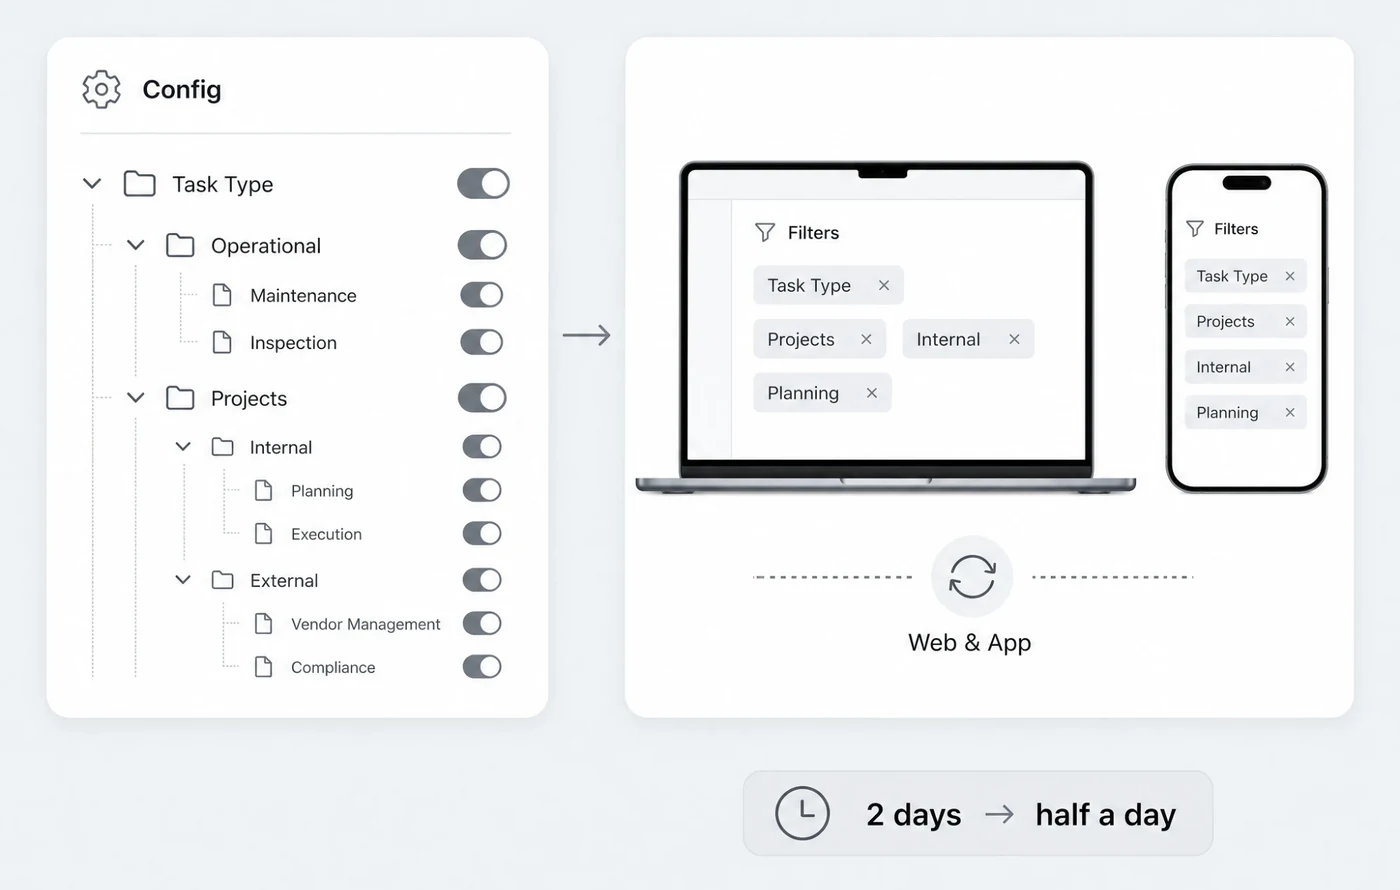 Config
Task Type
Operational
Maintenance
Inspection
Projects
Internal
Planning
Execution
External
Vendor Management
Compliance
Filters
Task Type ×
Projects × Internal ×
Planning ×
Filters
Task Type ×
Projects ×
Internal ×
Planning ×
Web & App
2 days → half a day